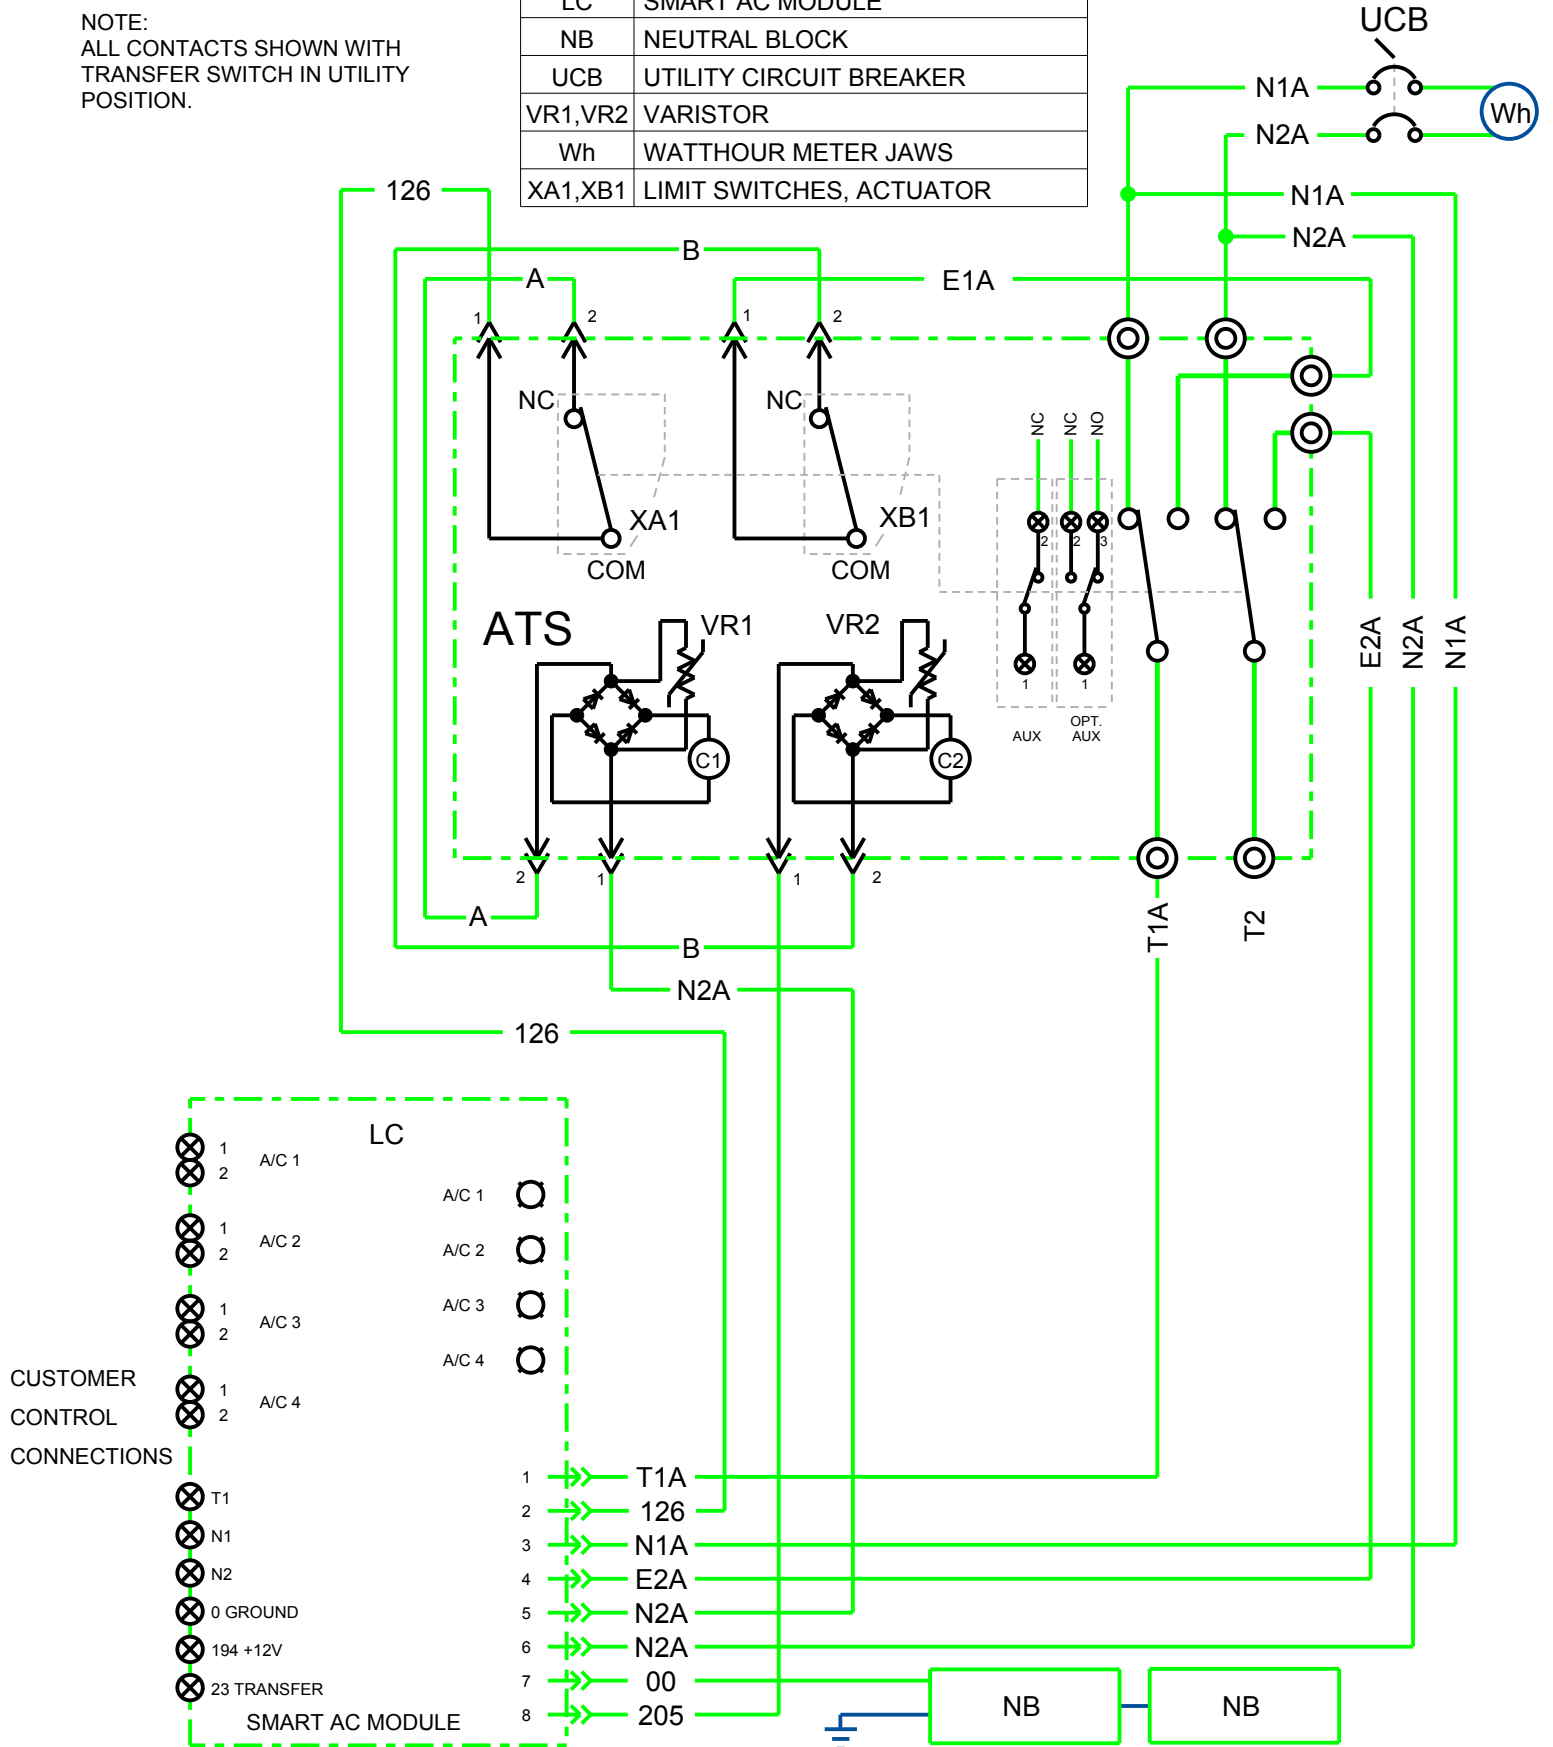 NOTE:
ALL CONTACTS SHOWN WITH
TRANSFER SWITCH IN UTILITY
POSITION.
LC SMART AC MODULE
NB NEUTRAL BLOCK
UCB UTILITY CIRCUIT BREAKER
VR1,VR2 VARISTOR
Wh WATTHOUR METER JAWS
XA1,XB1 LIMIT SWITCHES, ACTUATOR
UCB
N1A
Wh
N2A
126
N1A
B
N2A
A
E1A
1
2
1
2
NC
NC
NC
NC
NO
XA1
XB1
2
2
3
COM
COM
ATS
VR1
VR2
E2A
N2A
N1A
1
1
OPT.
AUX
AUX
C1
C2
2
1
1
2
A
T1A
T2
B
N2A
126
LC
1
2
A/C 1
A/C 1
1
2
A/C 2
A/C 2
1
2
A/C 3
A/C 3
A/C 4
CUSTOMER
CONTROL
CONNECTIONS
1
2
A/C 4
1 T1A
T1
2 126
N1
3 N1A
N2
4 E2A
0 GROUND
5 N2A
194 +12V
6 N2A
23 TRANSFER
7 00
NB
NB
SMART AC MODULE
8 205